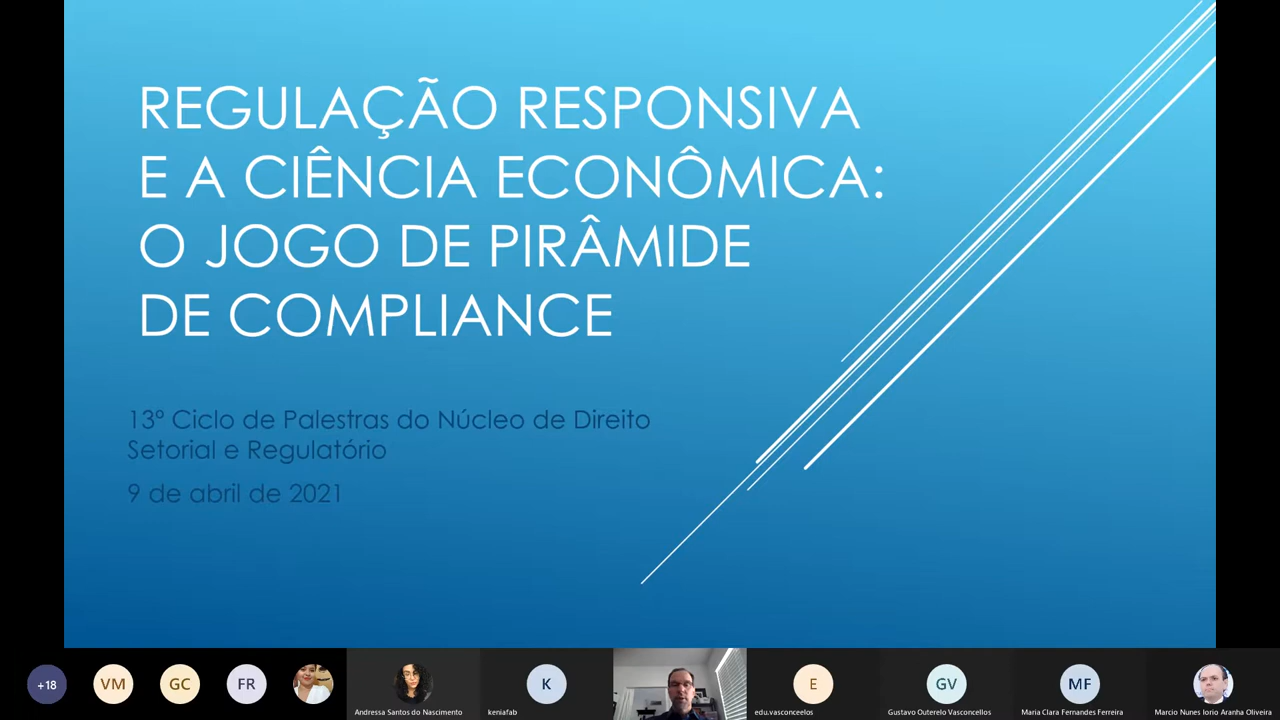 REGULAÇÃO RESPONSIVA
E A CIÊNCIA ECONÔMICA:
O JOGO DE PIRÂMIDE
DE COMPLIANCE
13º Ciclo de Palestras do Núcleo de Direito
Setorial e Regulatório
9 de abril de 2021
+18
VM
GC
FR
Andressa Santos do Nascimento
K
keniafab
E
edu.vasconceelos
GV
Gustavo Outerelo Vasconcellos
MF
Maria Clara Fernandes Ferreira
Marcio Nunes Iorio Aranha Oliveira